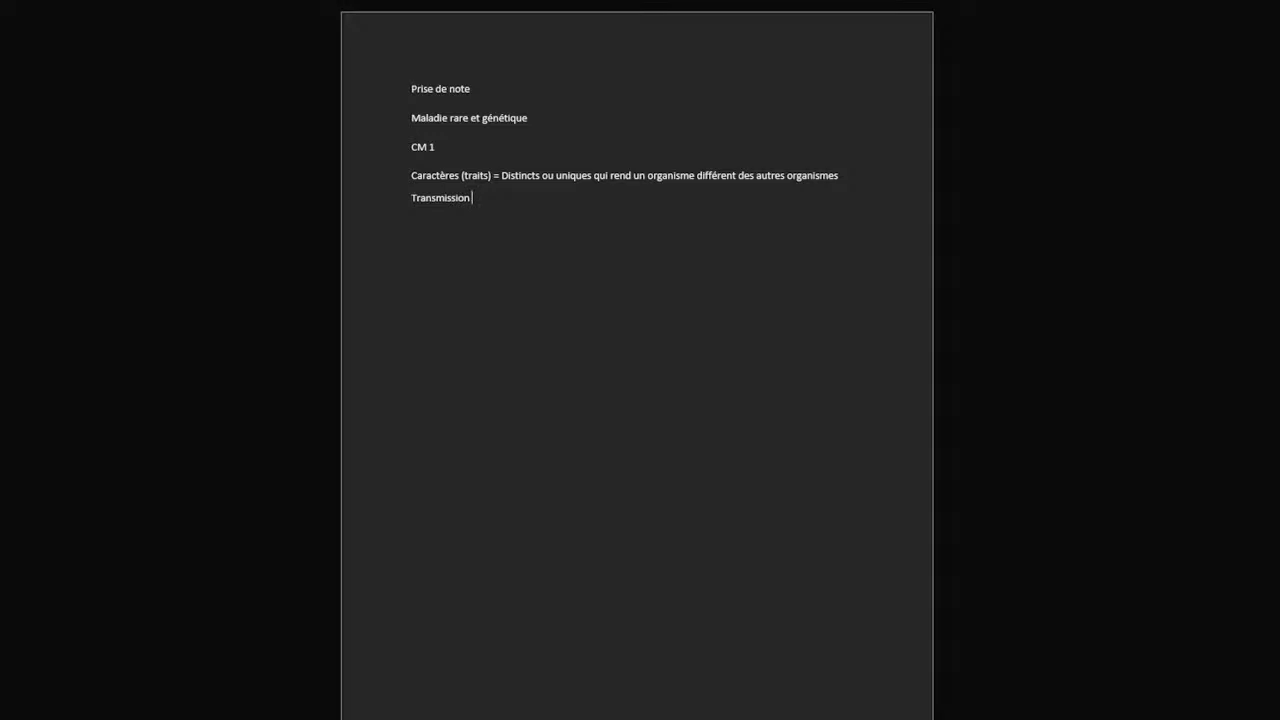 Prise de note
Maladie rare et génétique
CM 1
Caractères (traits) = Distincts ou uniques qui rend un organisme différent des autres organismes
Transmission